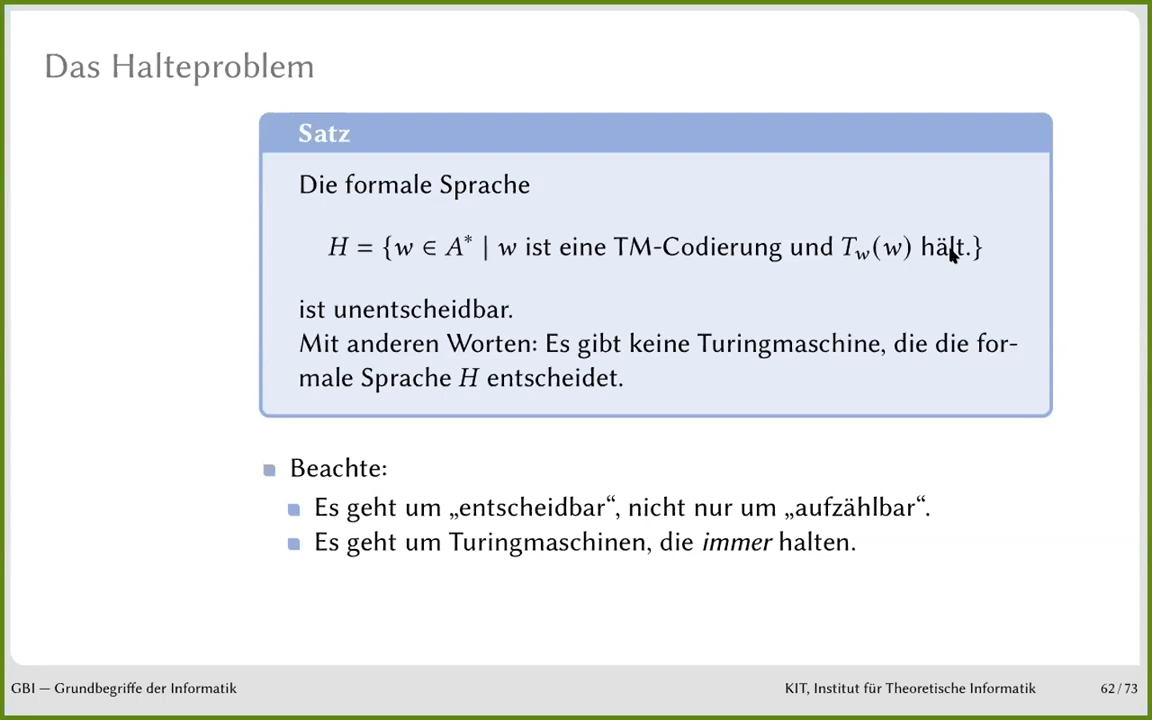 Das Halteproblem
Satz
Die formale Sprache
H = {w ∈ A* | w ist eine TM-Codierung und T_w(w) hält.}
ist unentscheidbar.
Mit anderen Worten: Es gibt keine Turingmaschine, die die for-
male Sprache H entscheidet.
Beachte:
Es geht um „entscheidbar“, nicht nur um „aufzählbar“.
Es geht um Turingmaschinen, die immer halten.
GBI — Grundbegriffe der Informatik
KIT, Institut für Theoretische Informatik
62/73